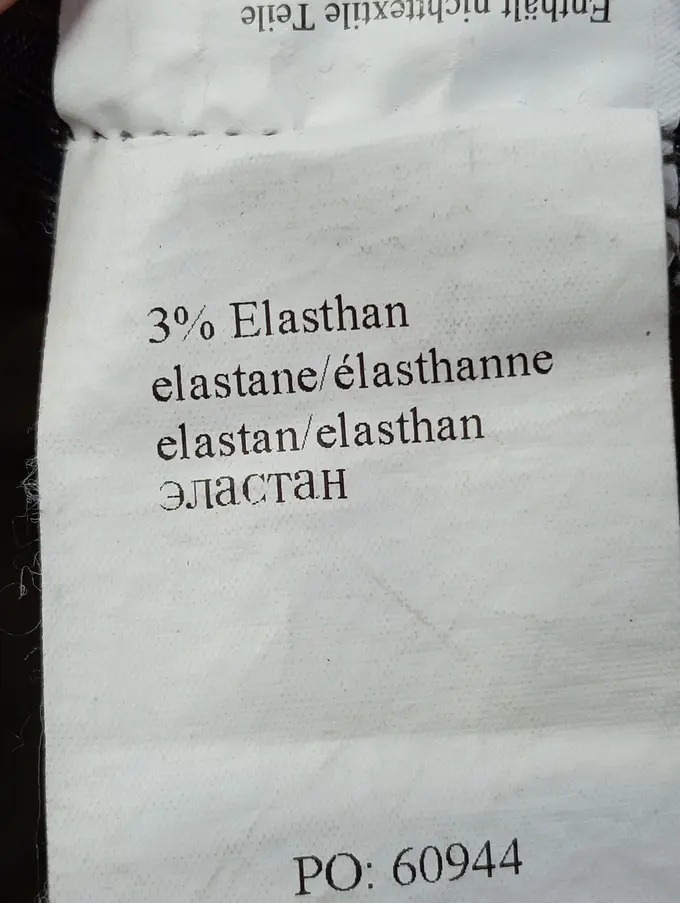 Enthält nichttextile Teile
3% Elasthan
elastane/élasthanne
elastan/elasthan
эластан
PO: 60944